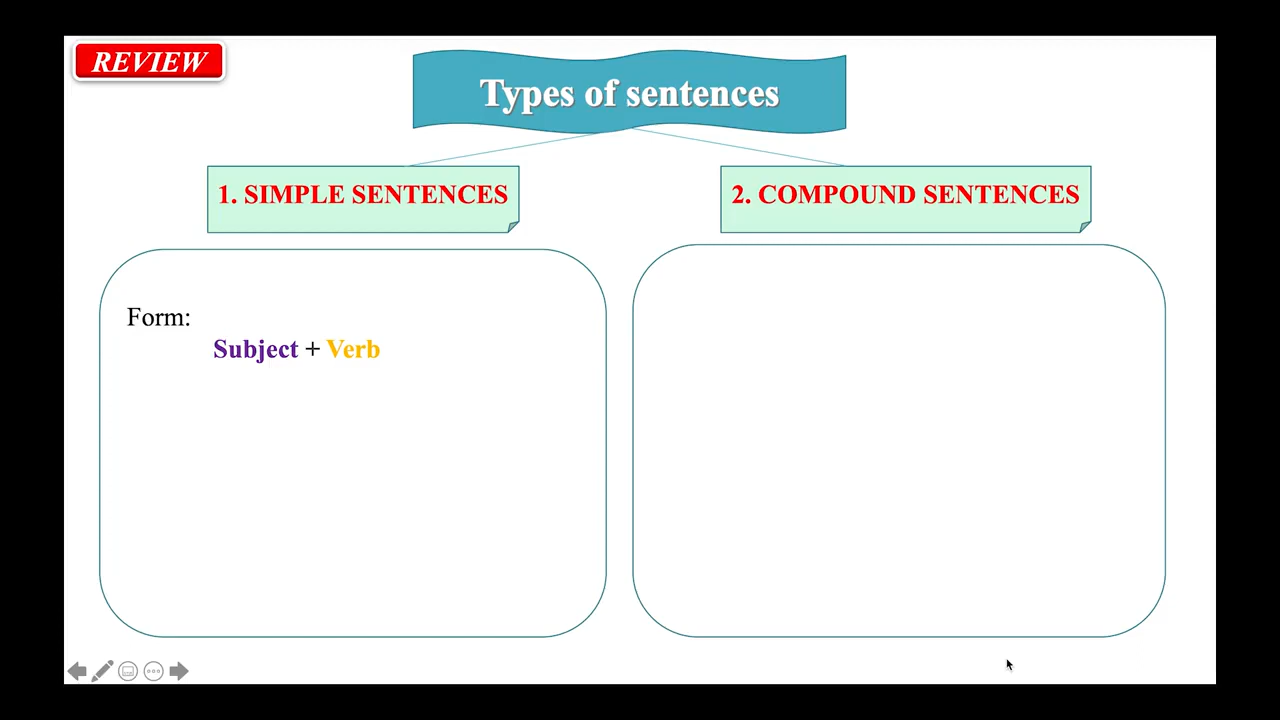 REVIEW
Types of sentences
1. SIMPLE SENTENCES
2. COMPOUND SENTENCES
Form:
Subject + Verb